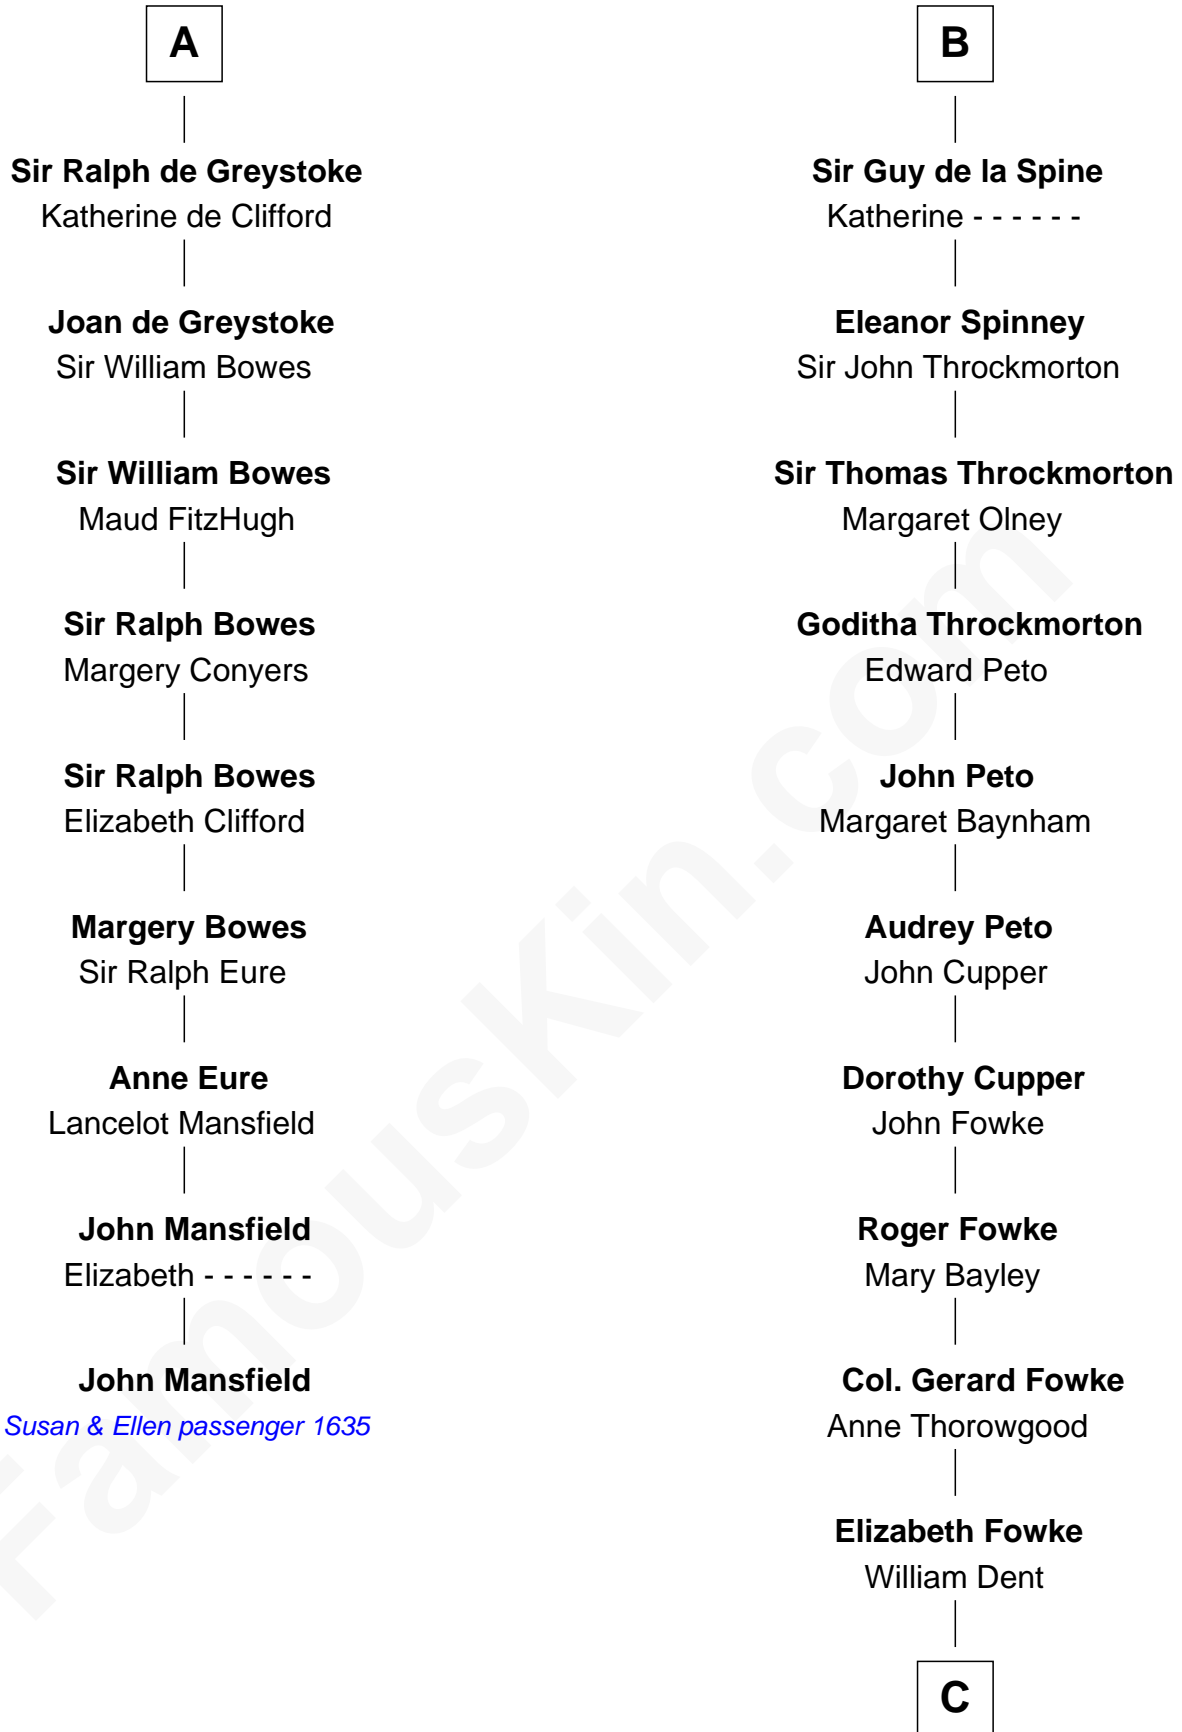 A
Sir Ralph de Greystoke
Katherine de Clifford
Joan de Greystoke
Sir William Bowes
Sir William Bowes
Maud FitzHugh
Sir Ralph Bowes
Margery Conyers
Sir Ralph Bowes
Elizabeth Clifford
Margery Bowes
Sir Ralph Eure
Anne Eure
Lancelot Mansfield
John Mansfield
Elizabeth - - - - - -
John Mansfield
Susan & Ellen passenger 1635
B
Sir Guy de la Spine
Katherine - - - - - -
Eleanor Spinney
Sir John Throckmorton
Sir Thomas Throckmorton
Margaret Olney
Goditha Throckmorton
Edward Peto
John Peto
Margaret Baynham
Audrey Peto
John Cupper
Dorothy Cupper
John Fowke
Roger Fowke
Mary Bayley
Col. Gerard Fowke
Anne Thorowgood
Elizabeth Fowke
William Dent
C
FamousKin.com